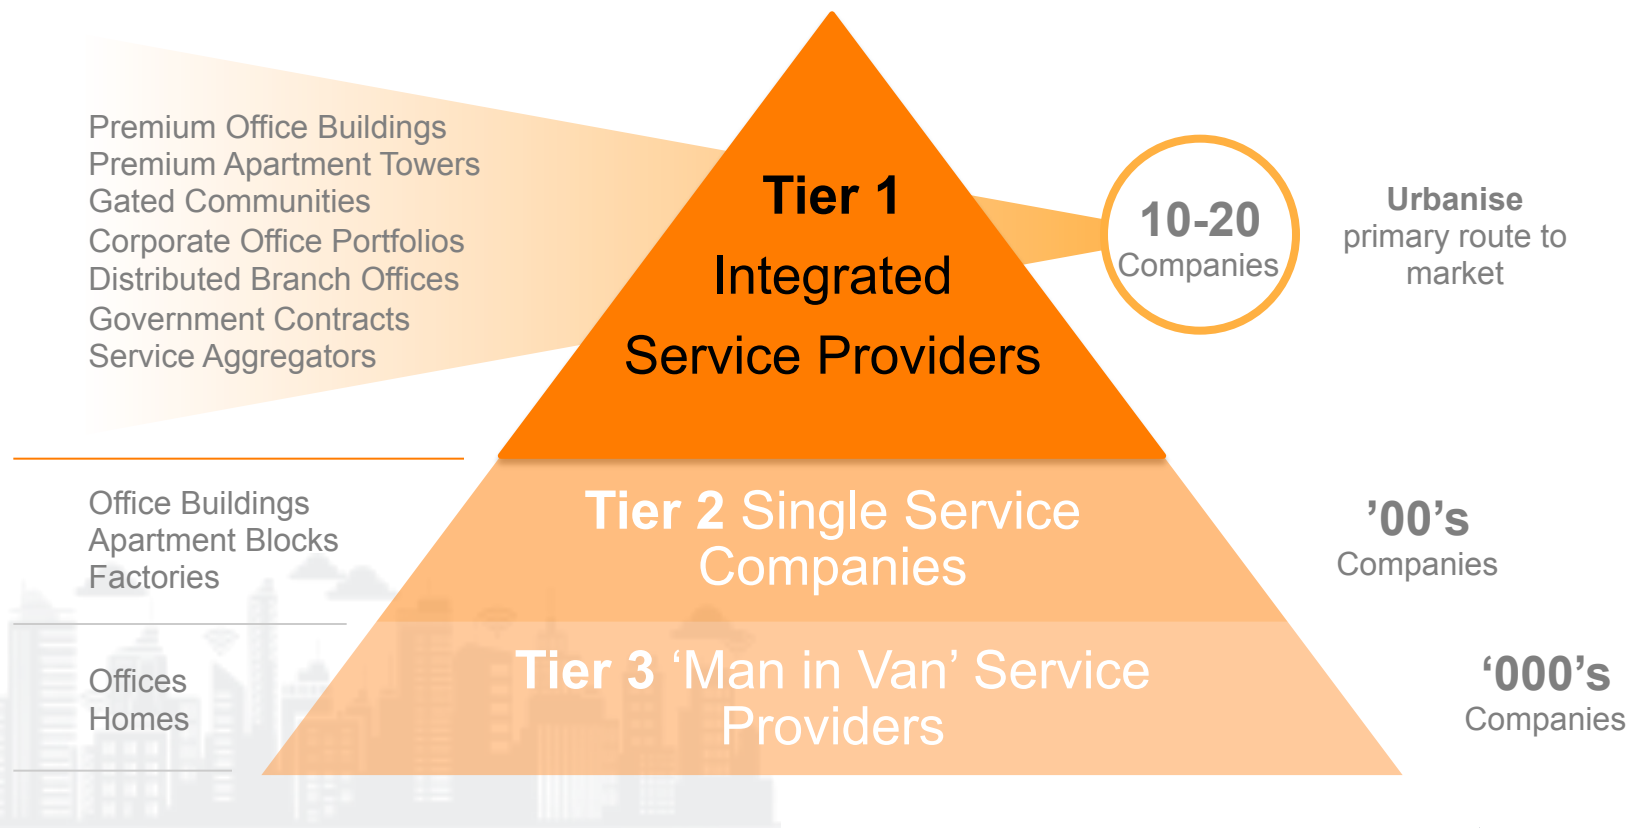 Premium Office Buildings
Premium Apartment Towers
Gated Communities
Corporate Office Portfolios
Distributed Branch Offices
Government Contracts
Service Aggregators
Tier 1
Integrated
Service Providers
10-20
Companies
Urbanise
primary route to
market
Office Buildings
Apartment Blocks
Factories
Tier 2 Single Service
Companies
’00’s
Companies
Offices
Homes
Tier 3 ‘Man in Van’ Service
Providers
‘000’s
Companies